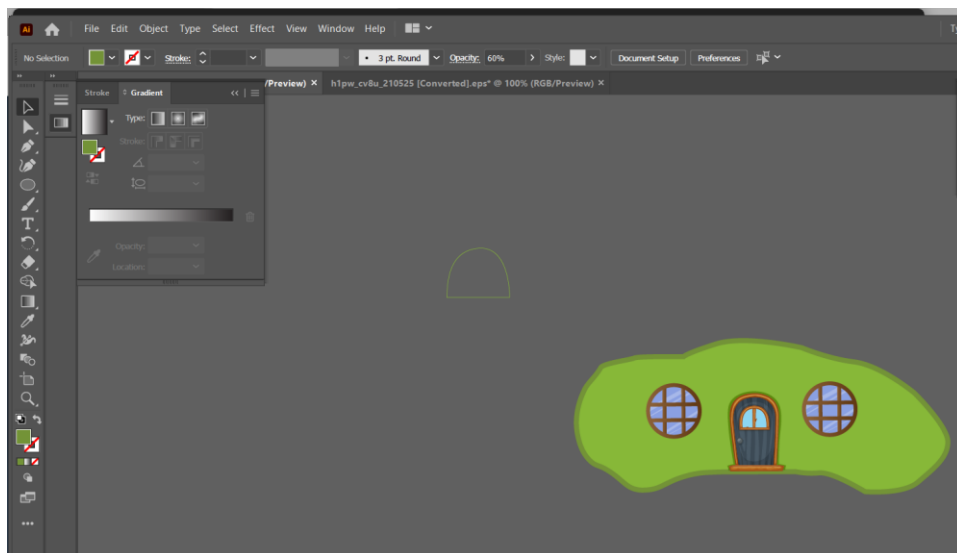 Ai File Edit Object Type Select Effect View Window Help
No Selection Stroke: 3 pt. Round Opacity: 60% Style: Document Setup Preferences
Stroke Gradient /Preview) × h1pw_cv8u_210525 [Converted].eps* @ 100% (RGB/Preview) ×
Type:
Stroke:
Opacity:
Location: